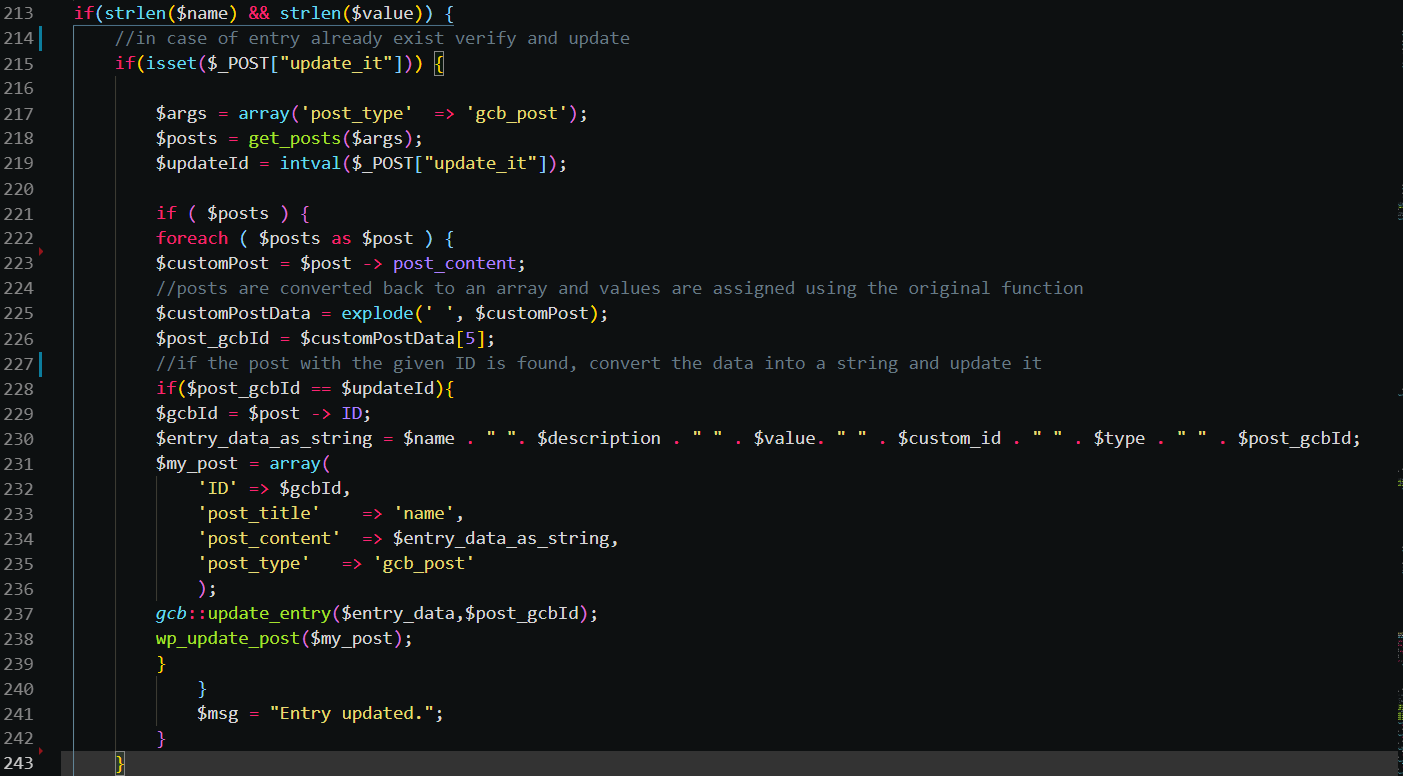 213 if(strlen($name) && strlen($value)) {
214 //in case of entry already exist verify and update
215 if(isset($_POST["update_it"])) {
216
217 $args = array('post_type'  => 'gcb_post');
218 $posts = get_posts($args);
219 $updateId = intval($_POST["update_it"]);
220
221 if ( $posts ) {
222 foreach ( $posts as $post ) {
223 $customPost = $post -> post_content;
224 //posts are converted back to an array and values are assigned using the original function
225 $customPostData = explode(' ', $customPost);
226 $post_gcbId = $customPostData[5];
227 //if the post with the given ID is found, convert the data into a string and update it
228 if($post_gcbId == $updateId){
229 $gcbId = $post -> ID;
230 $entry_data_as_string = $name . " ". $description . " " . $value. " " . $custom_id . " " . $type . " " . $post_gcbId;
231 $my_post = array(
232 'ID' => $gcbId,
233 'post_title'    => 'name',
234 'post_content'  => $entry_data_as_string,
235 'post_type'   => 'gcb_post'
236 );
237 gcb::update_entry($entry_data,$post_gcbId);
238 wp_update_post($my_post);
239 }
240 }
241 $msg = "Entry updated.";
242 }
243 }